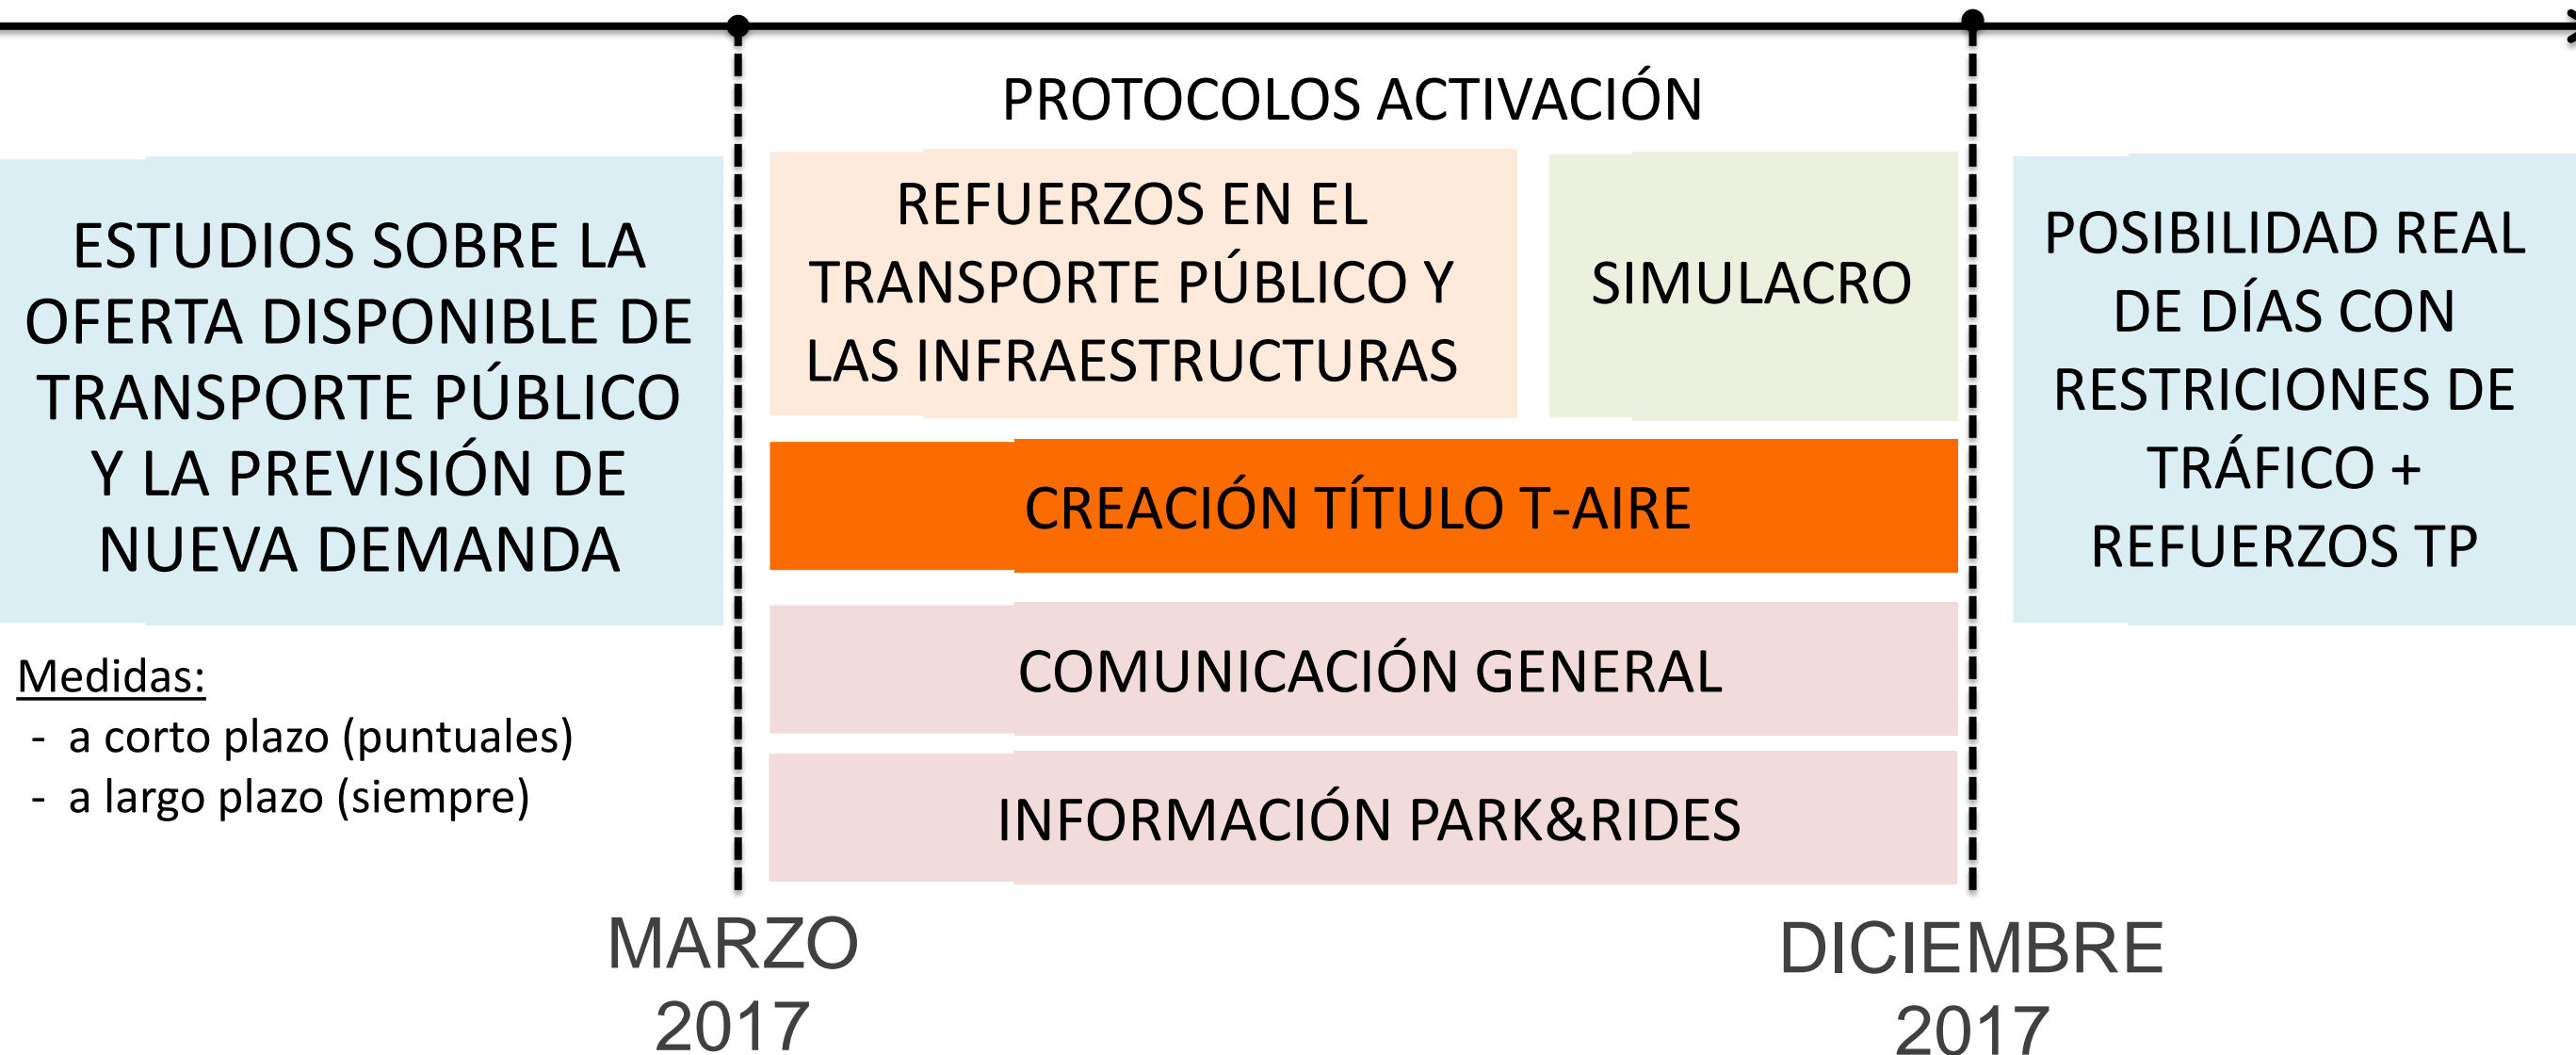 ESTUDIOS SOBRE LA
OFERTA DISPONIBLE DE
TRANSPORTE PÚBLICO
Y LA PREVISIÓN DE
NUEVA DEMANDA
Medidas:
- a corto plazo (puntuales)
- a largo plazo (siempre)
PROTOCOLOS ACTIVACIÓN
REFUERZOS EN EL
TRANSPORTE PÚBLICO Y
LAS INFRAESTRUCTURAS
SIMULACRO
CREACIÓN TÍTULO T-AIRE
COMUNICACIÓN GENERAL
INFORMACIÓN PARK&RIDES
POSIBILIDAD REAL
DE DÍAS CON
RESTRICIONES DE
TRÁFICO +
REFUERZOS TP
MARZO
2017
DICIEMBRE
2017